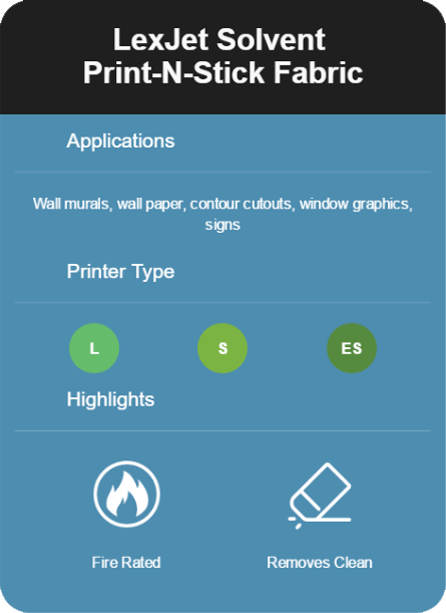 LexJet Solvent
Print-N-Stick Fabric
Applications
Wall murals, wall paper, contour cutouts, window graphics,
signs
Printer Type
L S ES
Highlights
Fire Rated Removes Clean